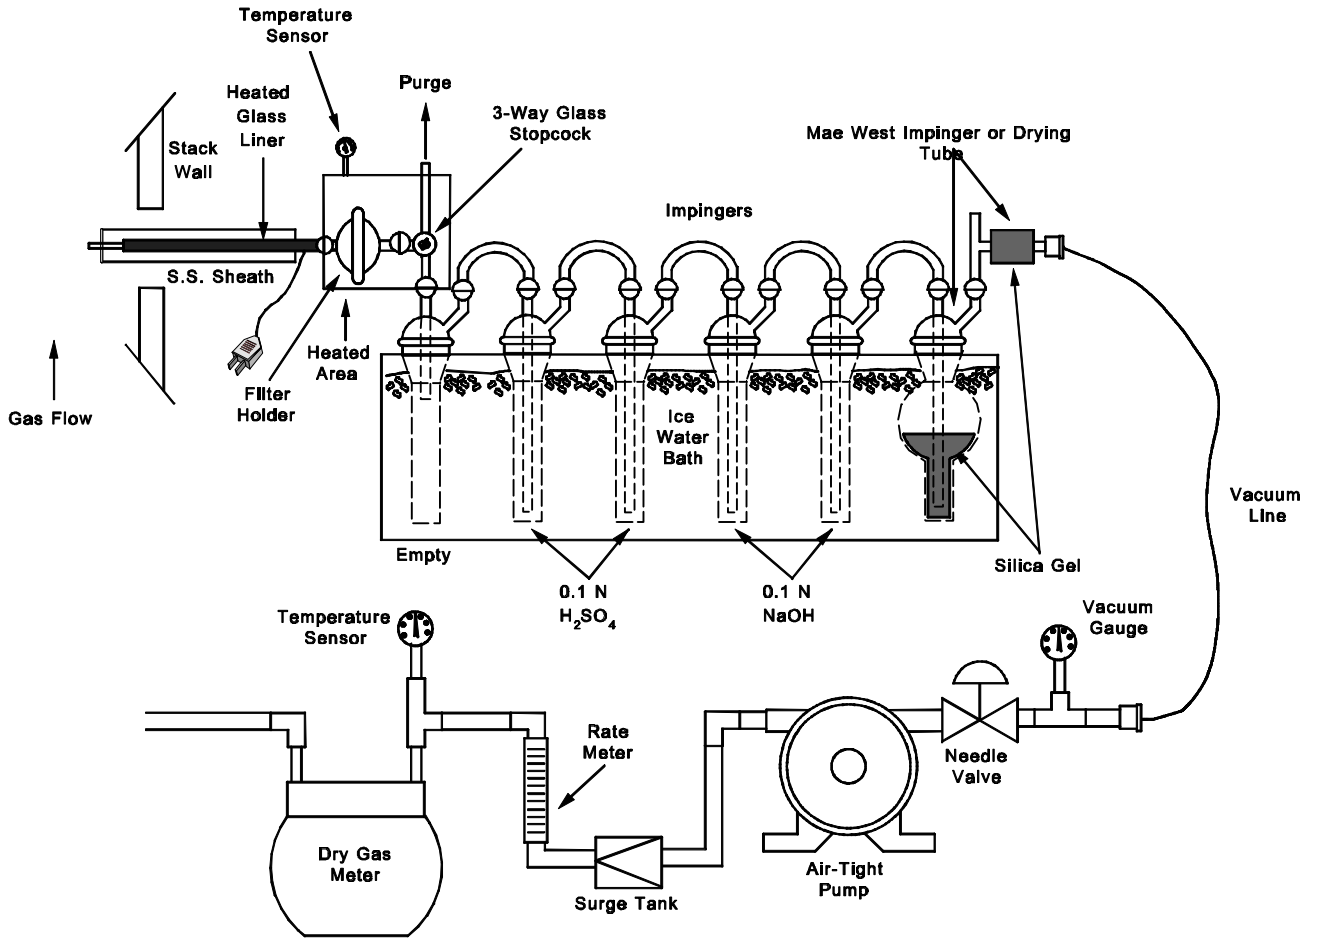 Temperature
Sensor
Purge
Heated
Glass
Liner
3-Way Glass
Stopcock
Mae West Impinger or Drying
Tube
Stack
Wall
Impingers
S.S. Sheath
Heated
Area
Filter
Holder
Gas Flow
Ice
Water
Bath
Vacuum
Line
Empty
Silica Gel
0.1 N
H2SO4
0.1 N
NaOH
Temperature
Sensor
Vacuum
Gauge
Rate
Meter
Needle
Valve
Dry Gas
Meter
Air-Tight
Pump
Surge Tank